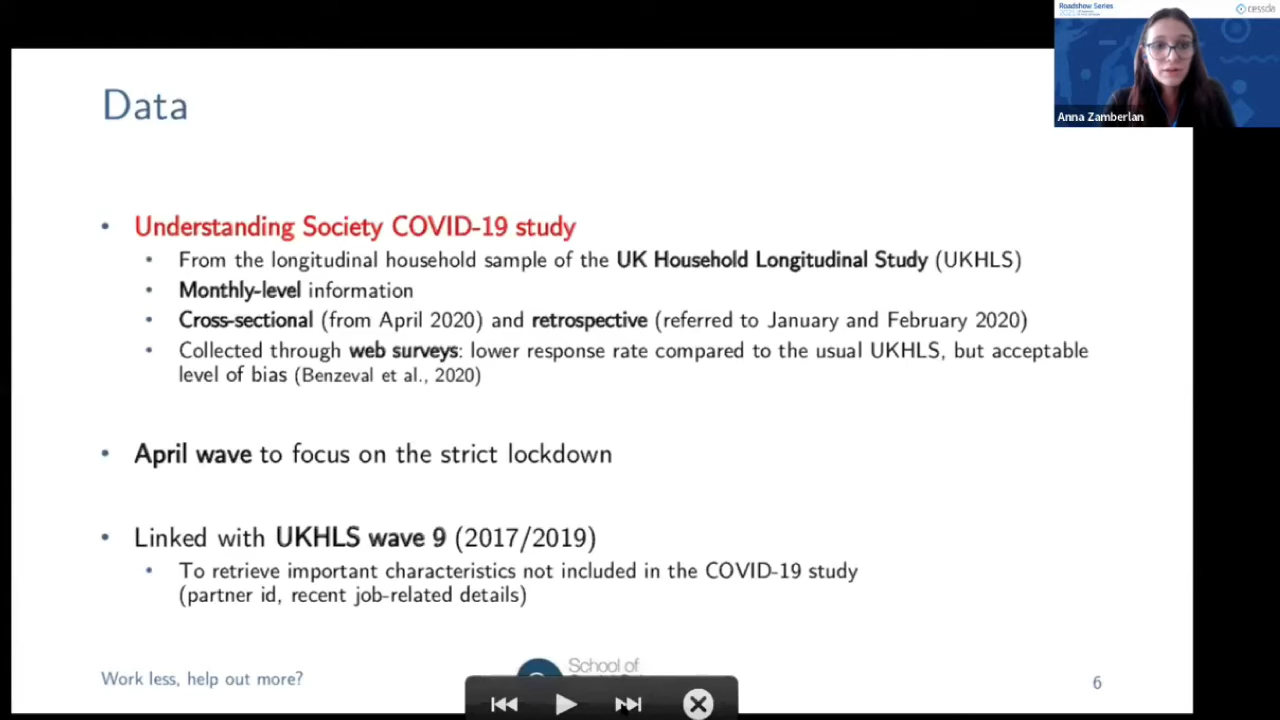 Roadshow Series
cessda
Anna Zamberlan
Data
• Understanding Society COVID-19 study
• From the longitudinal household sample of the UK Household Longitudinal Study (UKHLS)
• Monthly-level information
• Cross-sectional (from April 2020) and retrospective (referred to January and February 2020)
• Collected through web surveys: lower response rate compared to the usual UKHLS, but acceptable
level of bias (Benzeval et al., 2020)
• April wave to focus on the strict lockdown
• Linked with UKHLS wave 9 (2017/2019)
• To retrieve important characteristics not included in the COVID-19 study
(partner id, recent job-related details)
Work less, help out more?
School of
6